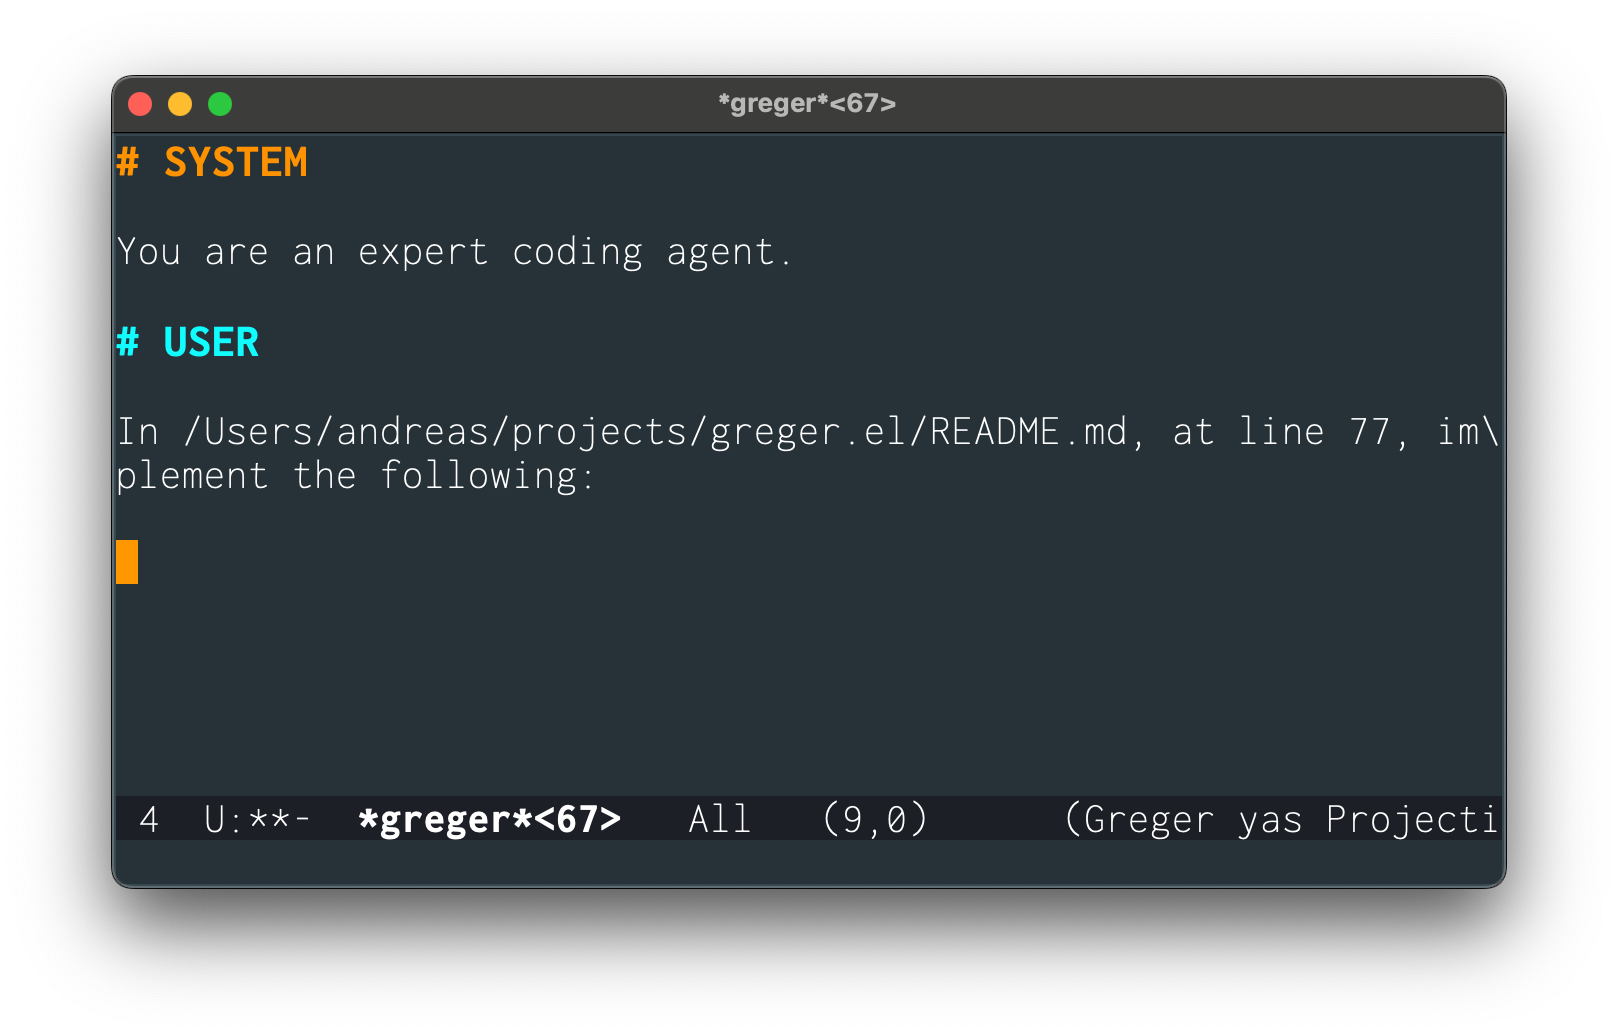 *greger*<67>
# SYSTEM
You are an expert coding agent.
# USER
In /Users/andreas/projects/greger.el/README.md, at line 77, im\
plement the following:
4 U:**- *greger*<67> All (9,0) (Greger yas Projecti